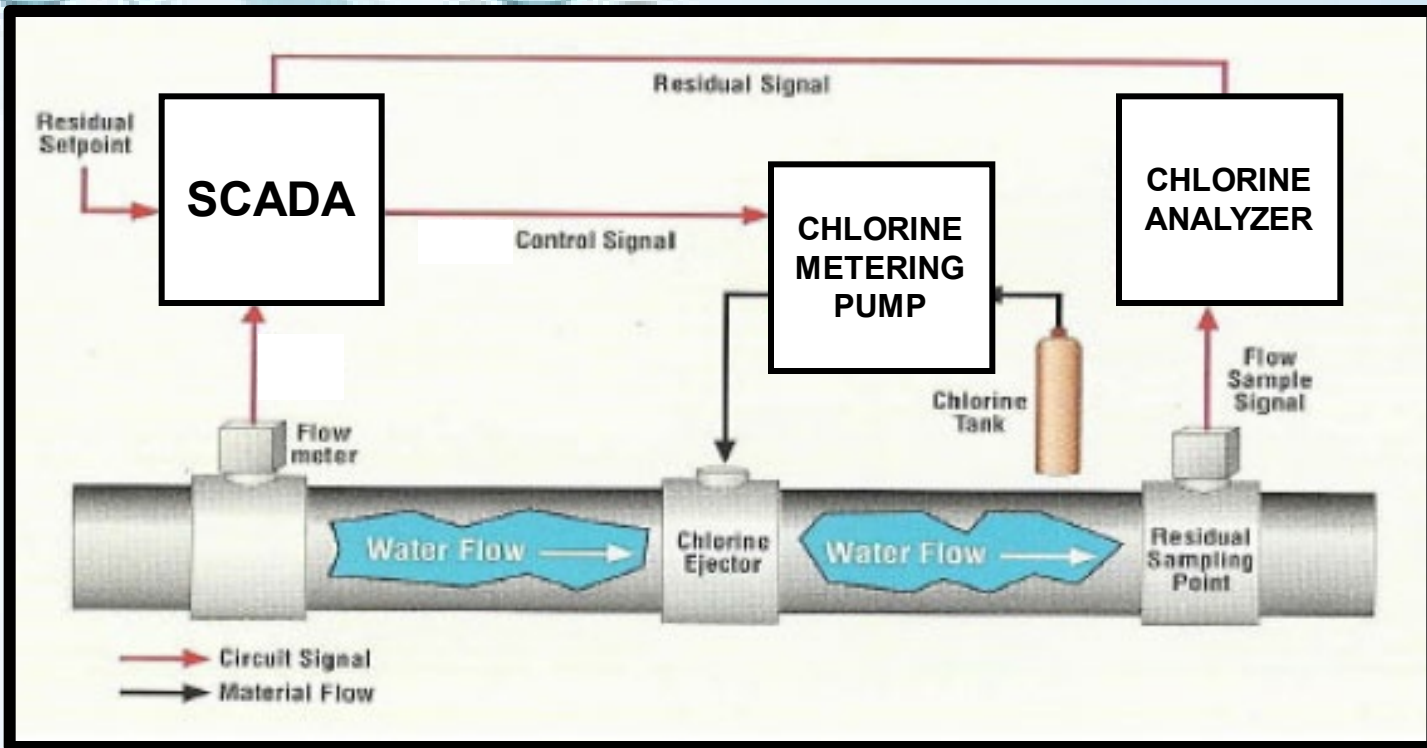 Residual Signal
Residual
Setpoint
SCADA
CHLORINE
ANALYZER
Control Signal
CHLORINE
METERING
PUMP
Flow
Sample
Signal
Chlorine
Tank
Flow
meter
Water Flow
Chlorine
Ejector
Water Flow
Residual
Sampling
Point
Circuit Signal
Material Flow